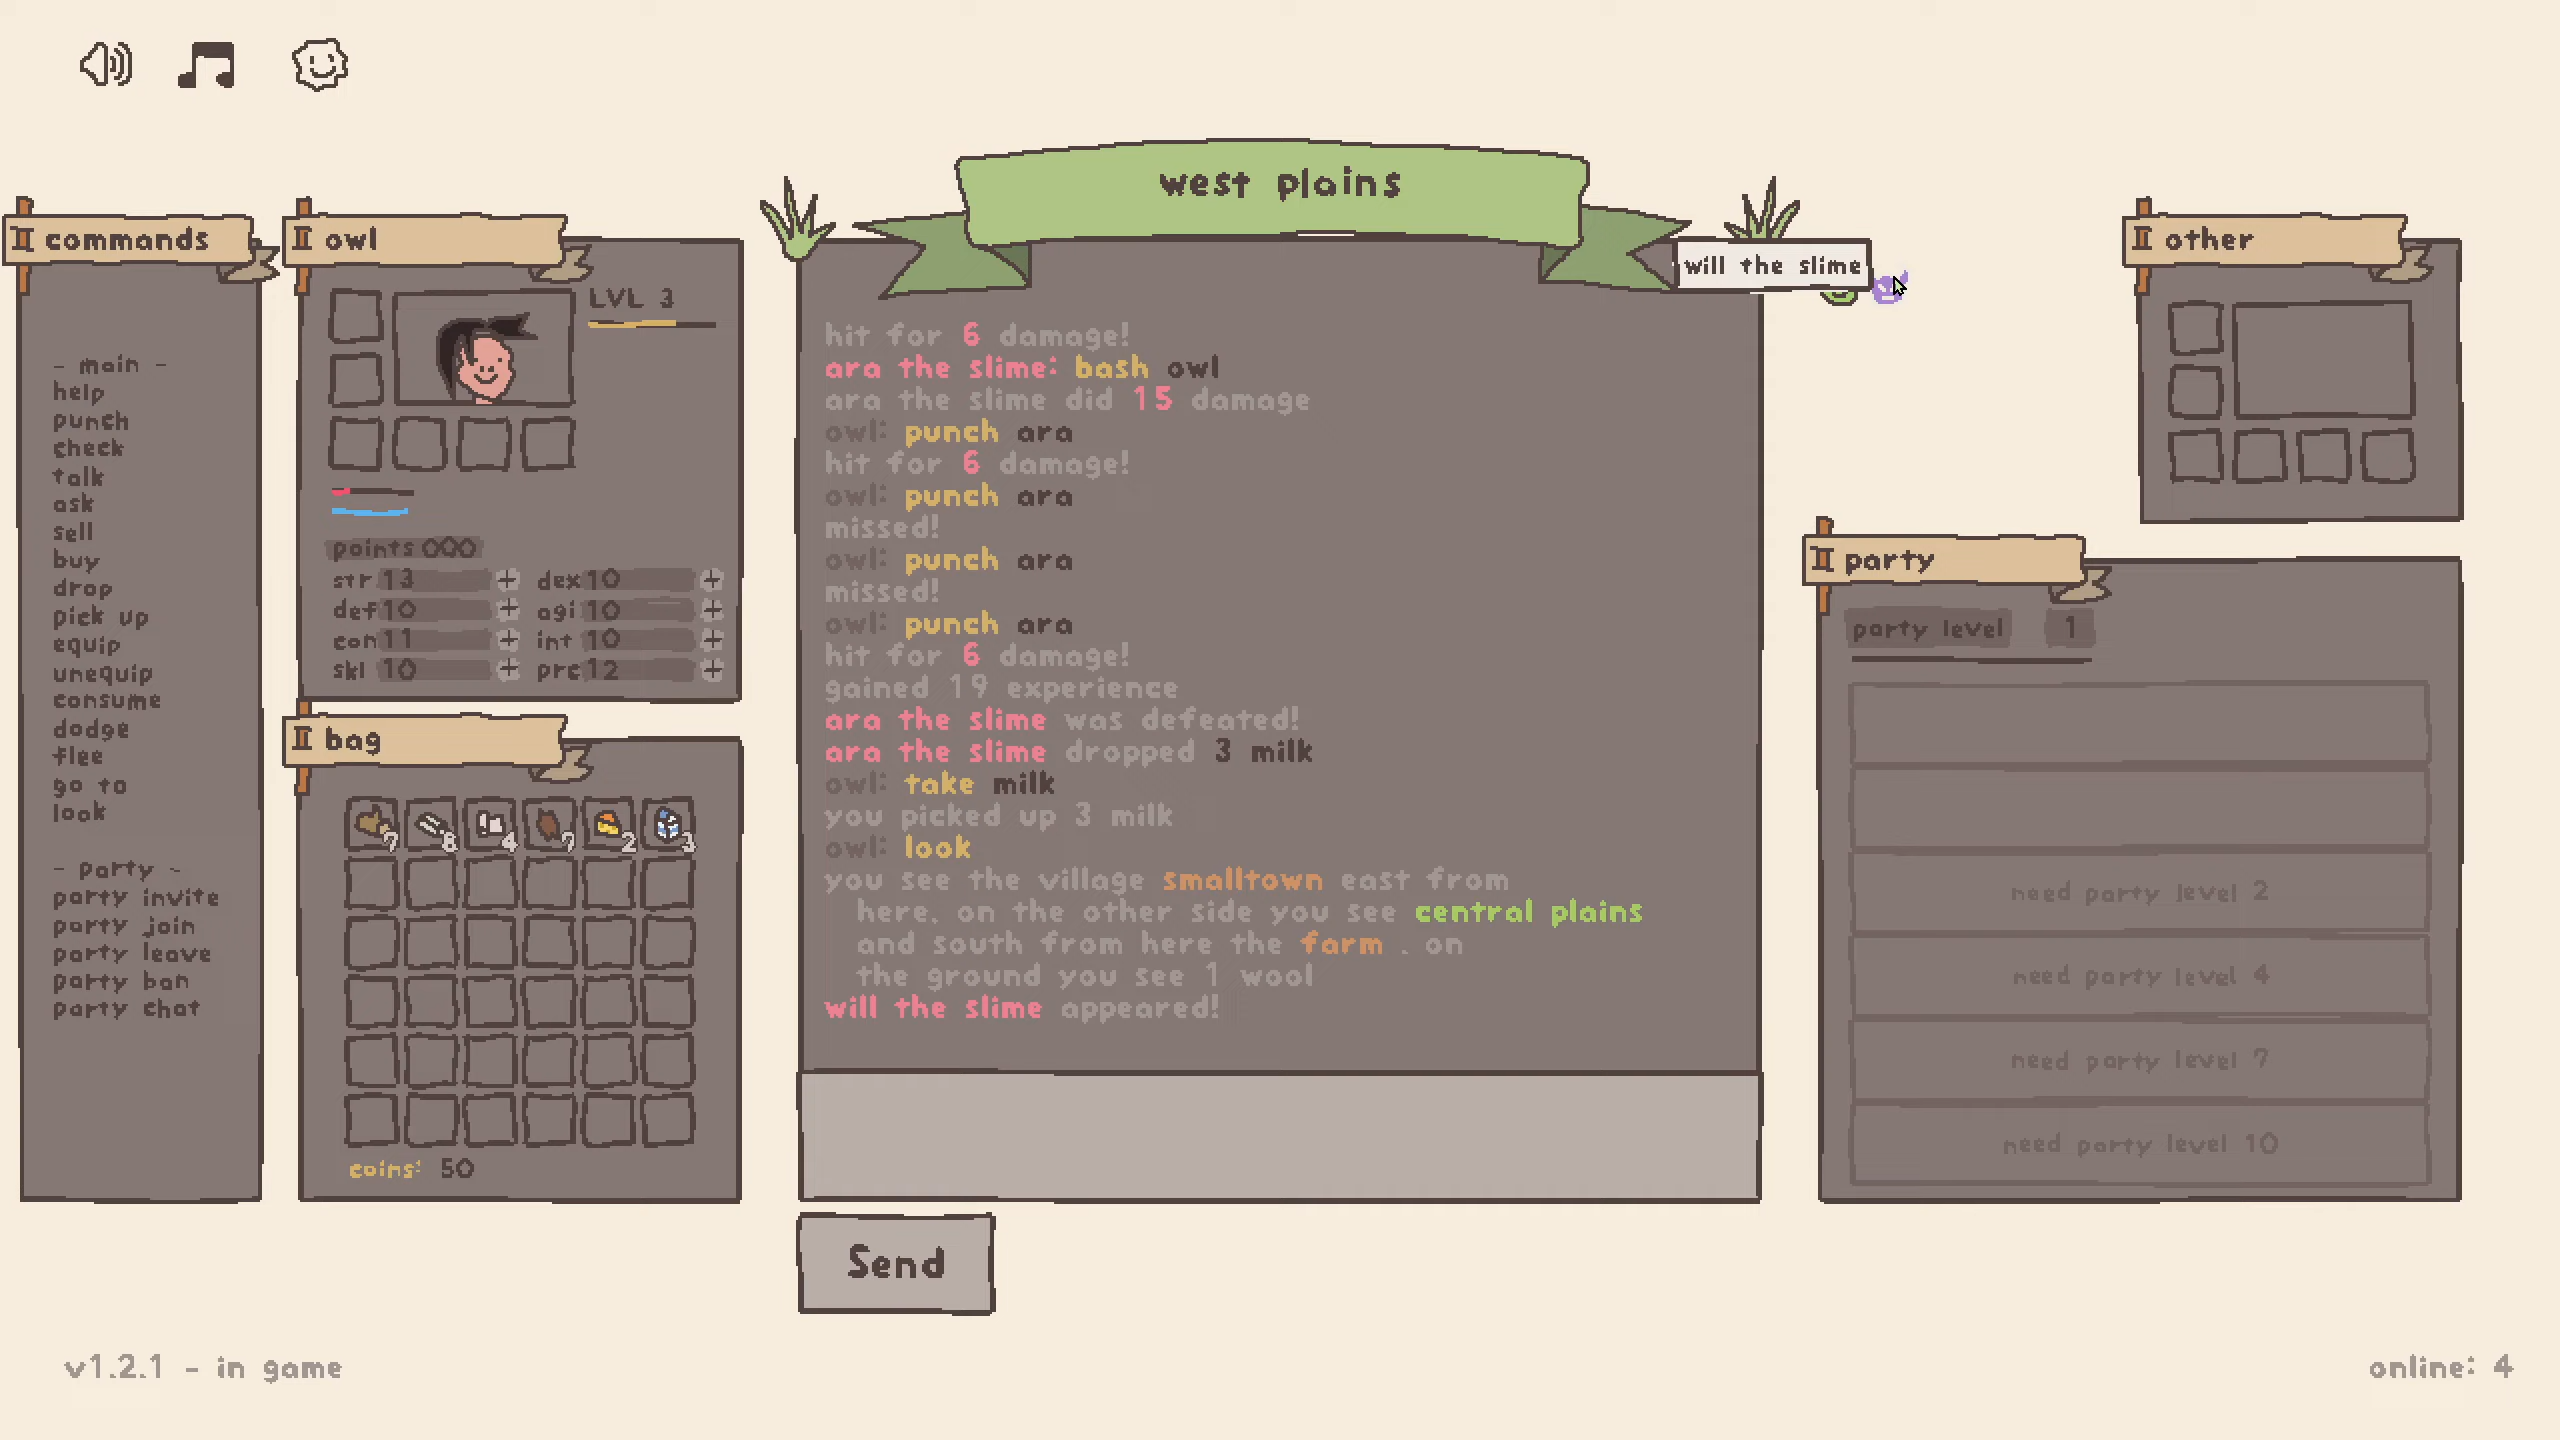 west plains
commands
- main -
help
punch
check
talk
ask
sell
buy
drop
pick up
equip
unequip
consume
dodge
flee
go to
look
- party -
party invite
party join
party leave
party ban
party chat
owl
LVL 3
points 000
str 13 + dex 10 +
def 10 + agi 10 +
con 11 + int 10 +
skl 10 + pre 12 +
bag
7 8 4 7 2 3
coins: 50
will the slime
hit for 6 damage!
ara the slime: bash owl
ara the slime did 15 damage
owl: punch ara
hit for 6 damage!
owl: punch ara
missed!
owl: punch ara
missed!
owl: punch ara
hit for 6 damage!
gained 19 experience
ara the slime was defeated!
ara the slime dropped 3 milk
owl: take milk
you picked up 3 milk
owl: look
you see the village smalltown east from
here. on the other side you see central plains
and south from here the farm . on
the ground you see 1 wool
will the slime appeared!
Send
other
party
party level 1
need party level 2
need party level 4
need party level 7
need party level 10
v1.2.1 - in game
online: 4